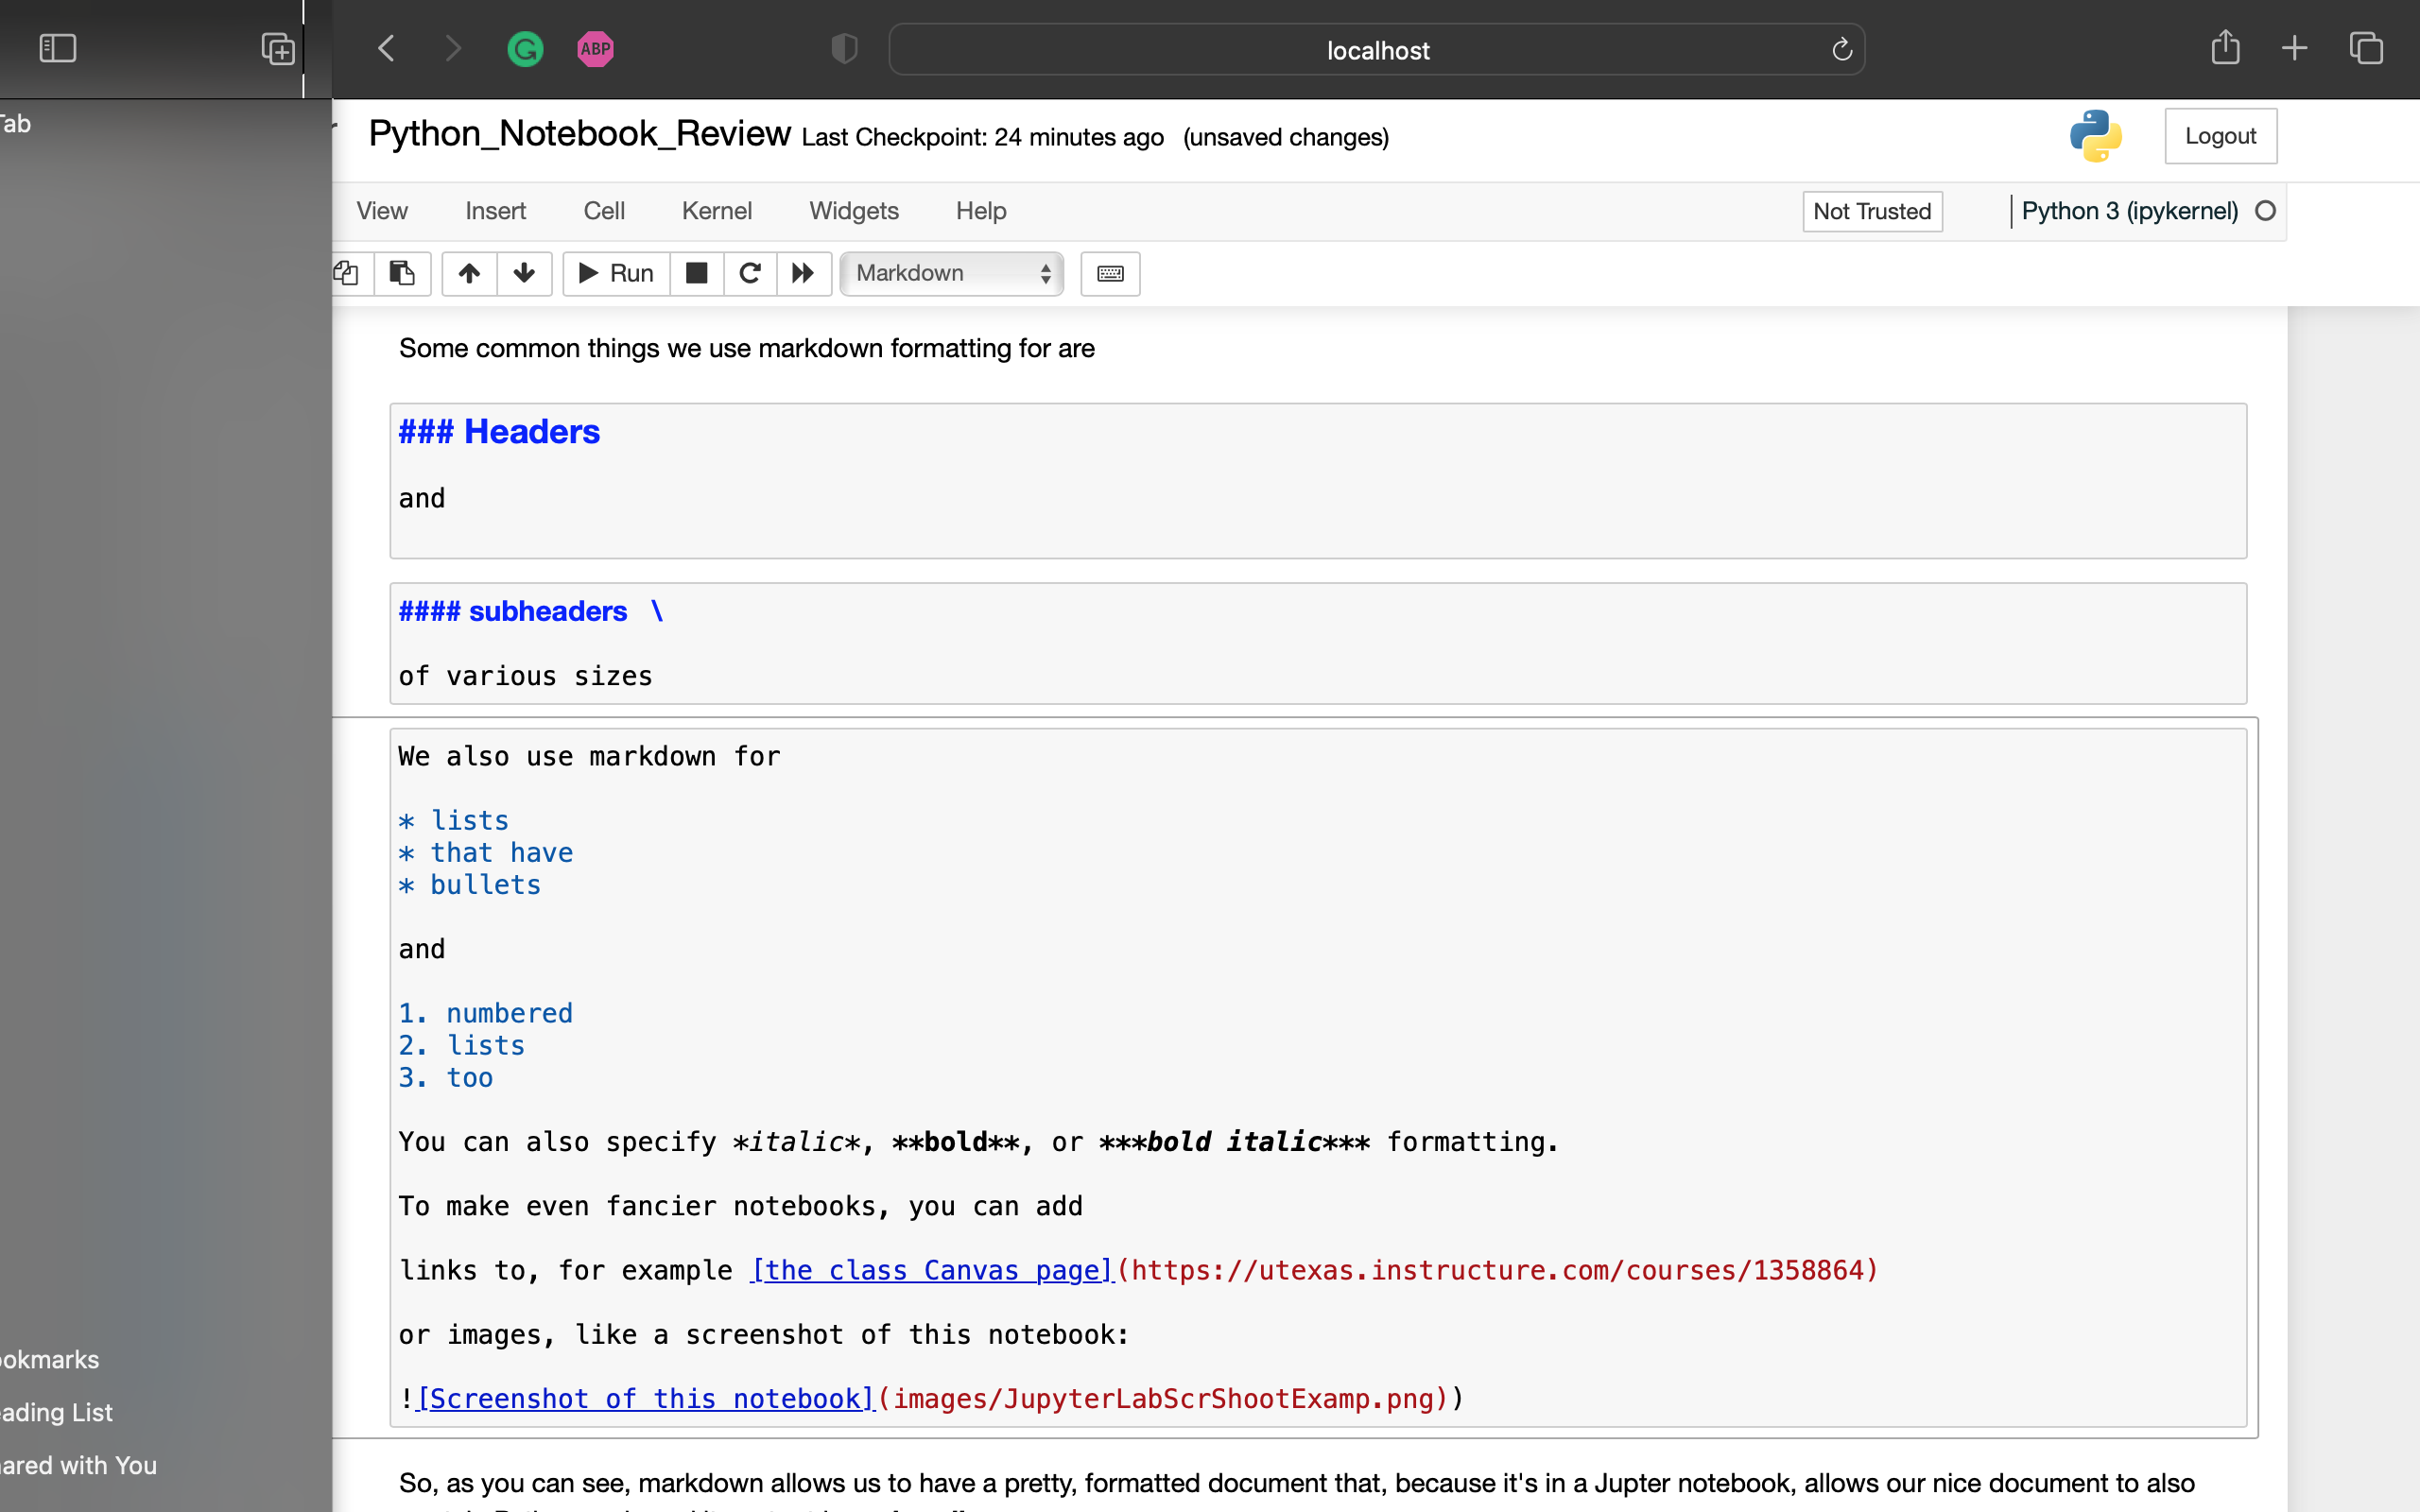 ABP
localhost
Tab
Python_Notebook_Review Last Checkpoint: 24 minutes ago (unsaved changes)
Logout
View Insert Cell Kernel Widgets Help
Not Trusted
Python 3 (ipykernel)
Run
Markdown
Some common things we use markdown formatting for are
### Headers
and
#### subheaders \
of various sizes
We also use markdown for
* lists
* that have
* bullets
and
1. numbered
2. lists
3. too
You can also specify *italic*, **bold**, or ***bold italic*** formatting.
To make even fancier notebooks, you can add
links to, for example [the class Canvas page](https://utexas.instructure.com/courses/1358864)
or images, like a screenshot of this notebook:
![Screenshot of this notebook](images/JupyterLabScrShootExamp.png))
ookmarks
ading List
ared with You
So, as you can see, markdown allows us to have a pretty, formatted document that, because it's in a Jupter notebook, allows our nice document to also